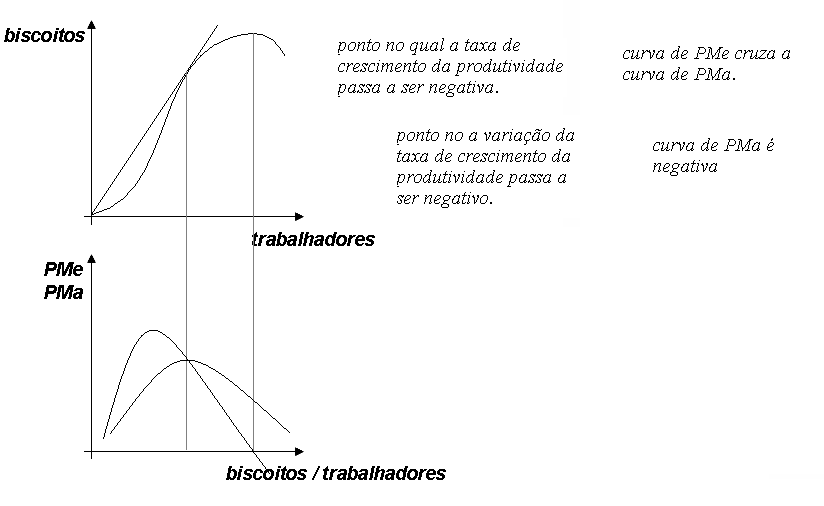 biscoitos
ponto no qual a taxa de
crescimento da produtividade
passa a ser negativa.
curva de PMe cruza a
curva de PMa.
ponto no a variação da
taxa de crescimento da
produtividade passa a
ser negativo.
curva de PMa é
negativa
trabalhadores
PMe
PMa
biscoitos / trabalhadores